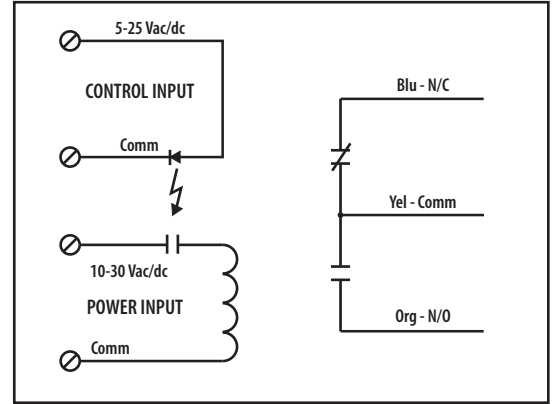 5-25 Vac/dc
CONTROL INPUT
Comm
10-30 Vac/dc
POWER INPUT
Comm
Blu - N/C
Yel - Comm
Org - N/O